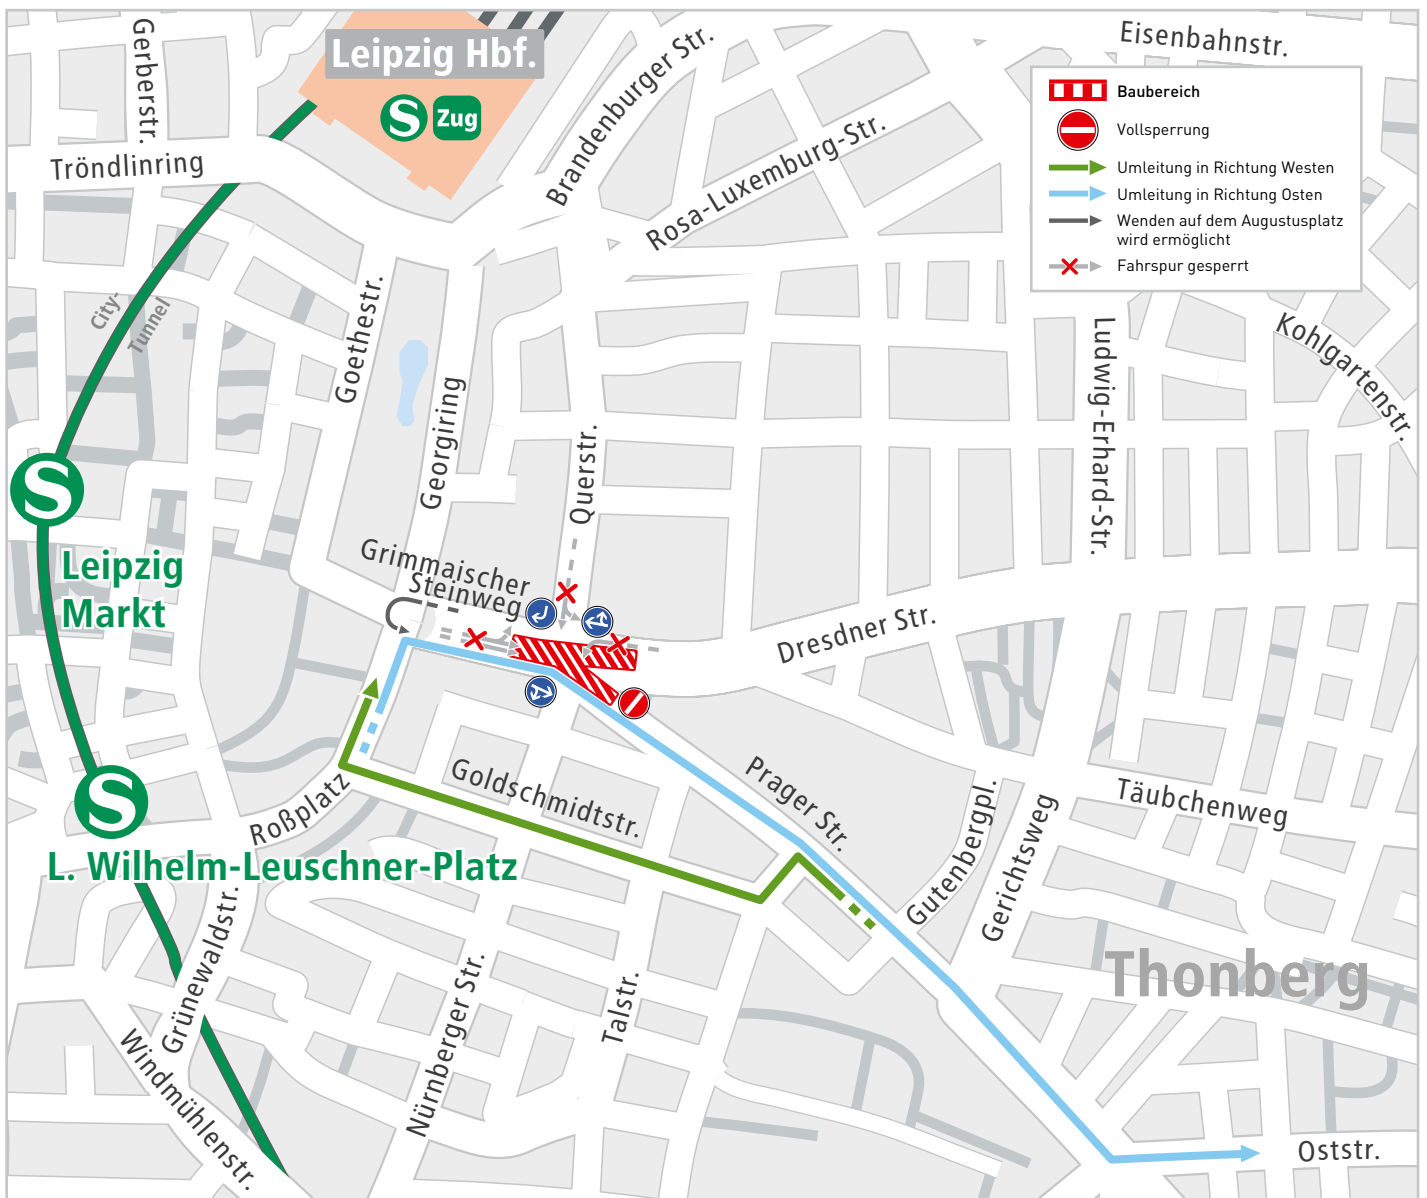 Gerberstr.
Leipzig Hbf.
S Zug
Brandenburger Str.
Eisenbahnstr.
Tröndlinring
Rosa-Luxemburg-Str.
Baubereich
Vollsperrung
Umleitung in Richtung Westen
Umleitung in Richtung Osten
Wenden auf dem Augustusplatz
wird ermöglicht
Fahrspur gesperrt
City-
Tunnel
Goethestr.
Georgiring
Querstr.
Ludwig-Erhard-Str.
Kohlgartenstr.
S
Leipzig
Markt
Grimmaischer
Steinweg
Dresdner Str.
S
L. Wilhelm-Leuschner-Platz
Roßplatz
Goldschmidtstr.
Prager Str.
Täubchenweg
Gutenbergpl.
Gerichtsweg
Grünewaldstr.
Windmühlenstr.
Nürnberger Str.
Talstr.
Thonberg
Oststr.